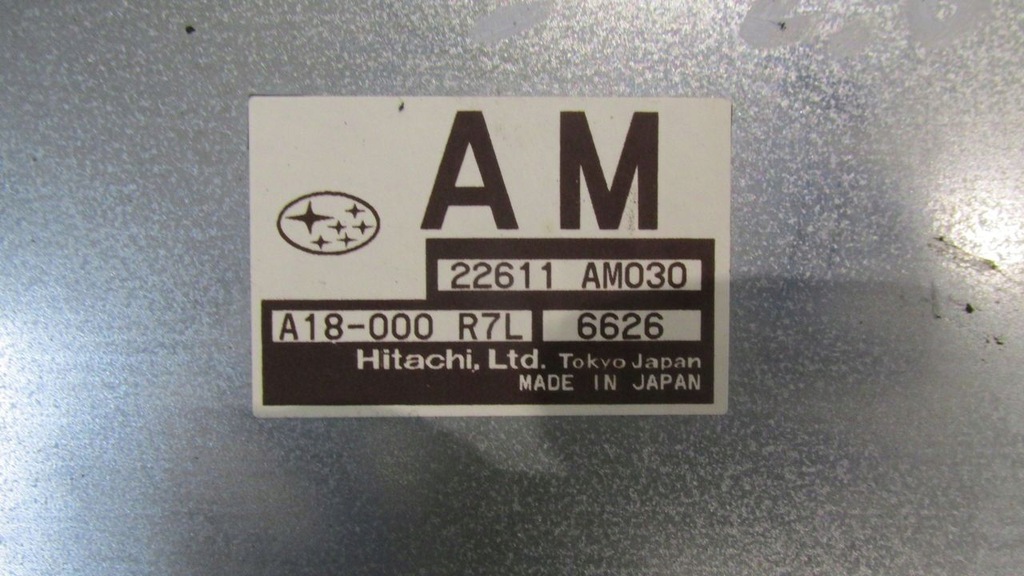 AM
22611 AM030
A18-000 R7L 6626
Hitachi, Ltd. Tokyo Japan
MADE IN JAPAN